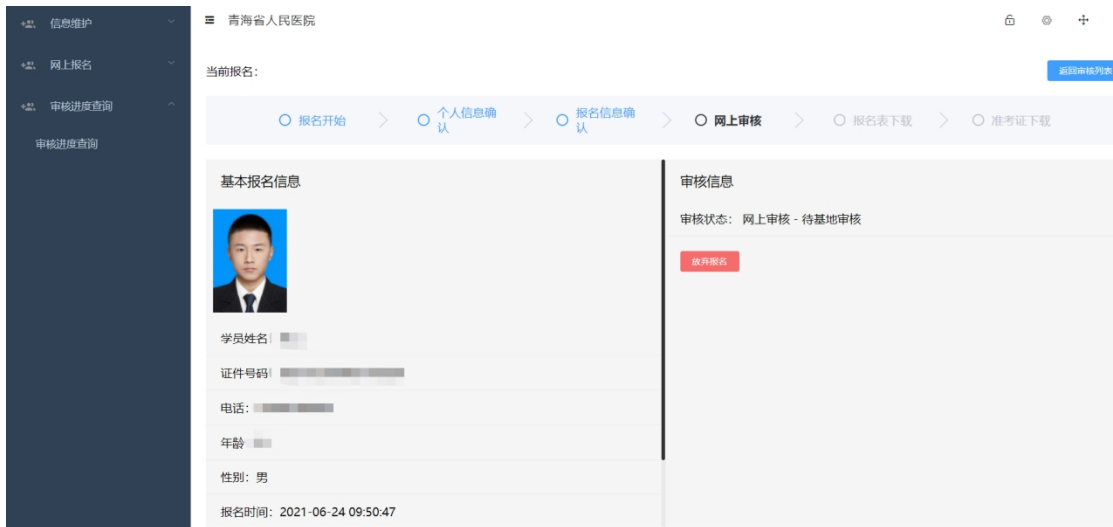 信息维护
网上报名
审核进度查询
审核进度查询
青海省人民医院
当前报名：
返回审核列表
报名开始
个人信息确
认
报名信息确
认
网上审核
报名表下载
准考证下载
基本报名信息
学员姓名
证件号码
电话：
年龄
性别：男
报名时间：2021-06-24 09:50:47
审核信息
审核状态： 网上审核 - 待基地审核
放弃报名